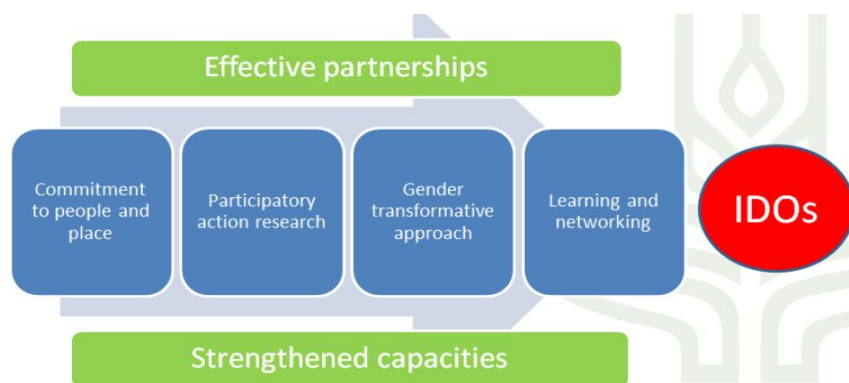 Effective partnerships
Commitment
to people and
place
Participatory
action research
Gender
transformative
approach
Learning and
networking
IDOs
Strengthened capacities